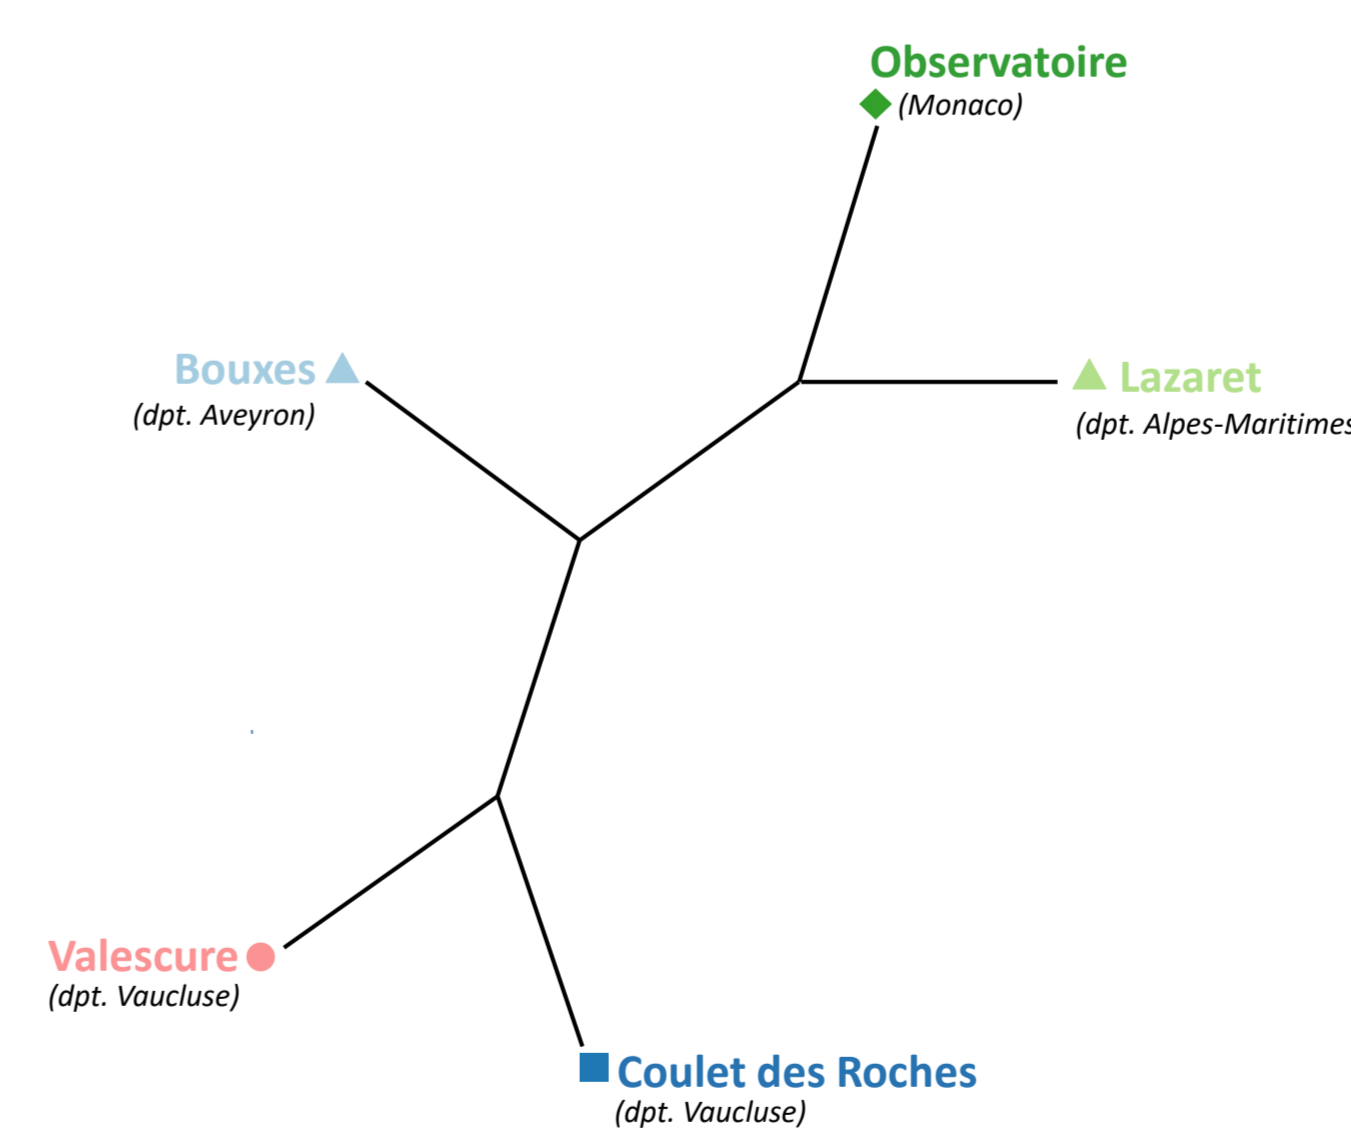 Observatoire
(Monaco)
Bouxes
(dpt. Aveyron)
Lazaret
(dpt. Alpes-Maritimes
Valescure
(dpt. Vaucluse)
Coulet des Roches
(dpt. Vaucluse)